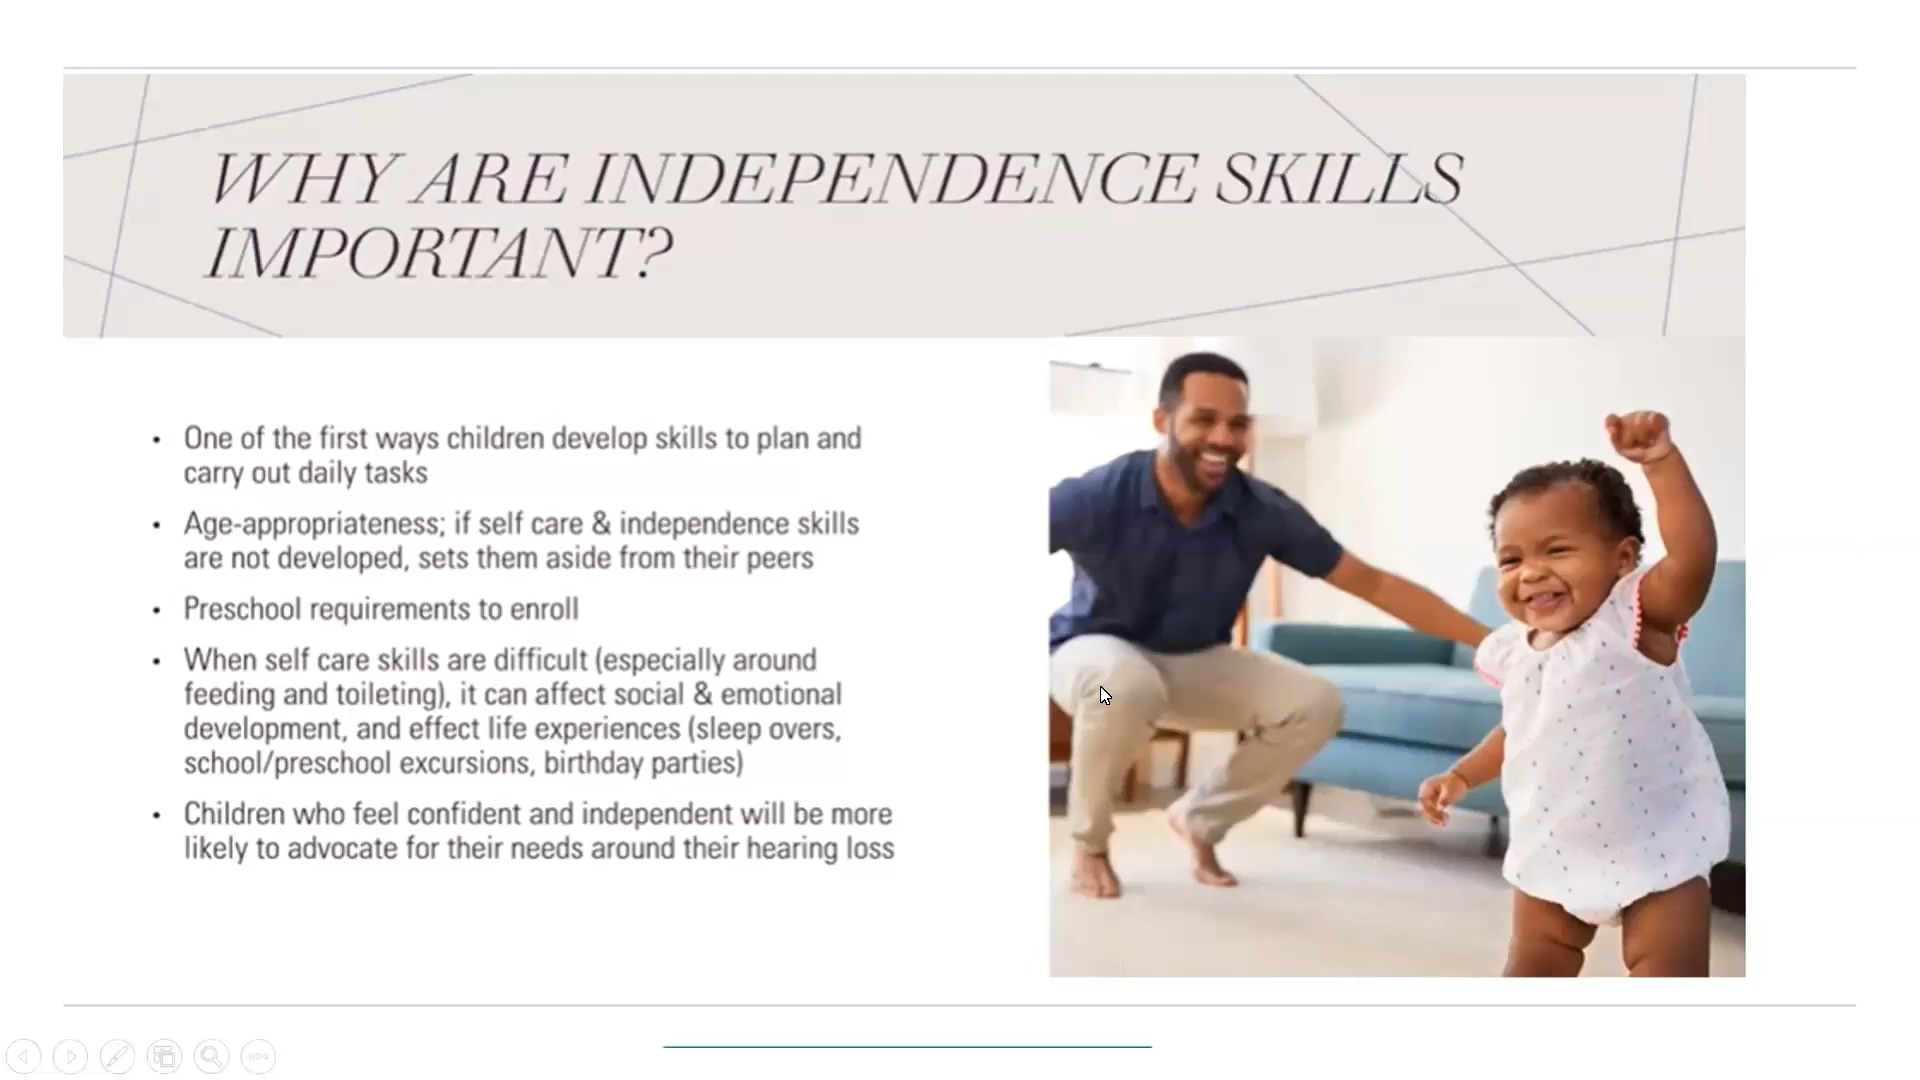 WHY ARE INDEPENDENCE SKILLS
IMPORTANT?
• One of the first ways children develop skills to plan and
carry out daily tasks
• Age-appropriateness; if self care & independence skills
are not developed, sets them aside from their peers
• Preschool requirements to enroll
• When self care skills are difficult (especially around
feeding and toileting), it can affect social & emotional
development, and effect life experiences (sleep overs,
school/preschool excursions, birthday parties)
• Children who feel confident and independent will be more
likely to advocate for their needs around their hearing loss